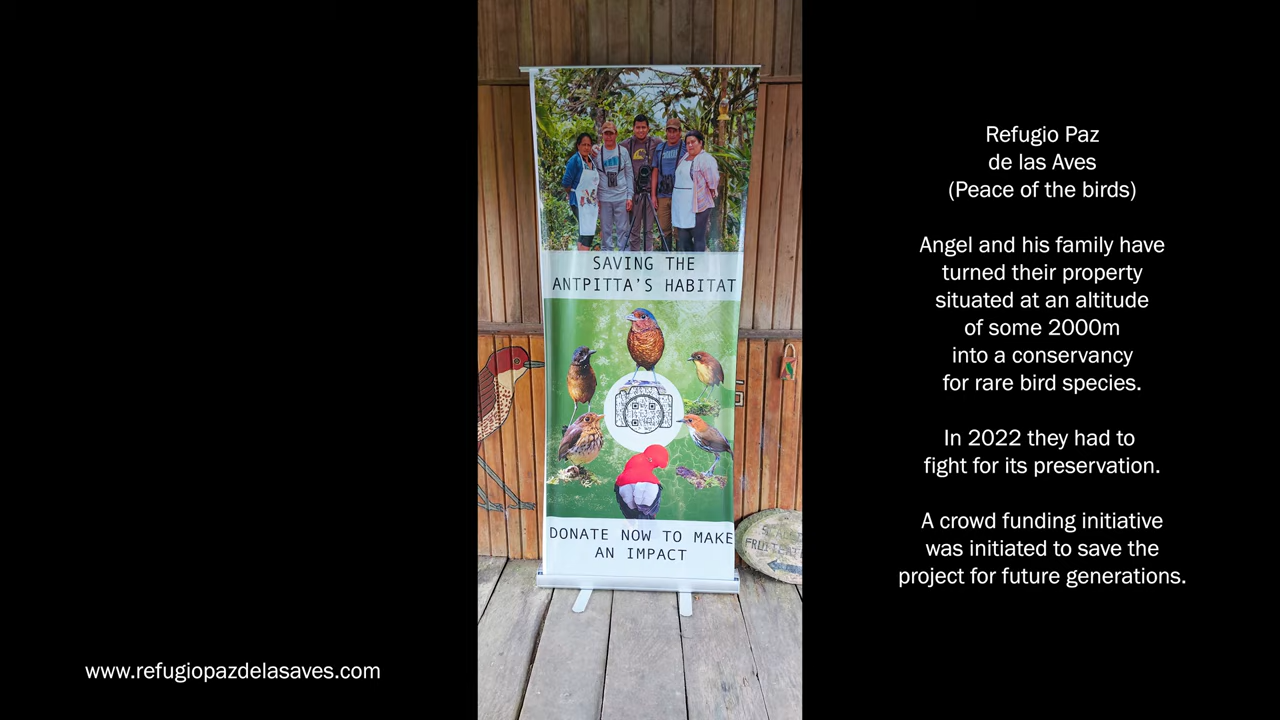 SAVING THE
ANTPITTA'S HABITAT
DONATE NOW TO MAKE
AN IMPACT
FRUITEATER
Refugio Paz
de las Aves
(Peace of the birds)
Angel and his family have
turned their property
situated at an altitude
of some 2000m
into a conservancy
for rare bird species.
In 2022 they had to
fight for its preservation.
A crowd funding initiative
was initiated to save the
project for future generations.
www.refugiopazdelasaves.com